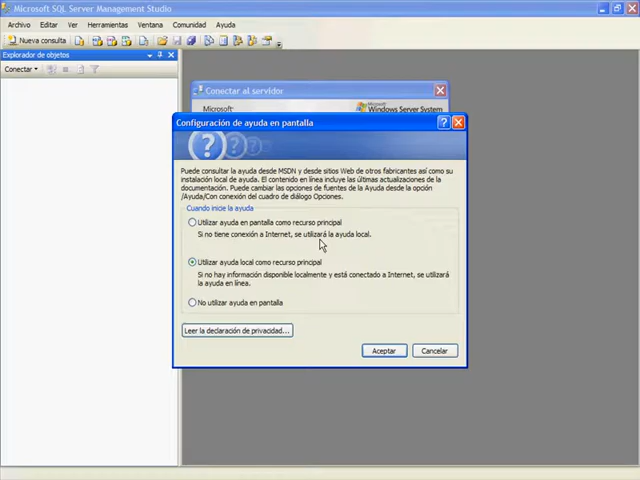 Microsoft SQL Server Management Studio
Archivo Editar Ver Herramientas Ventana Comunidad Ayuda
Nueva consulta
Explorador de objetos
Conectar
Conectar al servidor
Microsoft
Microsoft
Windows Server System
Configuración de ayuda en pantalla
Puede consultar la ayuda desde MSDN y desde sitios Web de otros fabricantes así como su
instalación local de ayuda. El contenido en línea incluye las últimas actualizaciones de la
documentación. Puede cambiar las opciones de fuentes de la Ayuda desde la opción
/Ayuda/Con conexión del cuadro de diálogo Opciones.
Cuando inicie la ayuda
Utilizar ayuda en pantalla como recurso principal
Si no tiene conexión a Internet, se utilizará la ayuda local.
Utilizar ayuda local como recurso principal
Si no hay información disponible localmente y está conectado a Internet, se utilizará
la ayuda en línea.
No utilizar ayuda en pantalla
Leer la declaración de privacidad...
Aceptar Cancelar